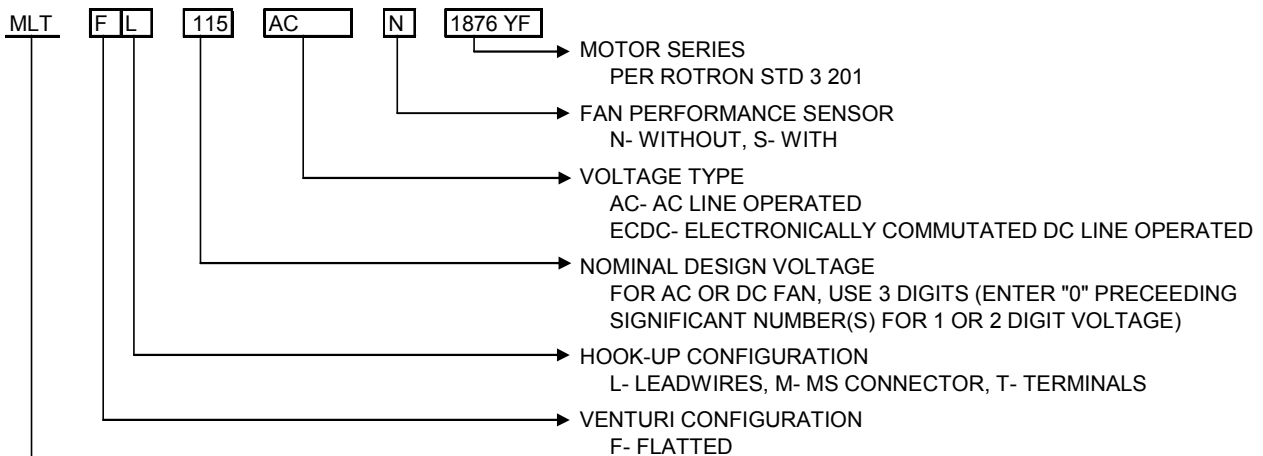 MLT F L 115 AC N 1876 YF
MOTOR SERIES
PER ROTRON STD 3 201
FAN PERFORMANCE SENSOR
N- WITHOUT, S- WITH
VOLTAGE TYPE
AC- AC LINE OPERATED
ECDC- ELECTRONICALLY COMMUTATED DC LINE OPERATED
NOMINAL DESIGN VOLTAGE
FOR AC OR DC FAN, USE 3 DIGITS (ENTER "0" PRECEEDING
SIGNIFICANT NUMBER(S) FOR 1 OR 2 DIGIT VOLTAGE)
HOOK-UP CONFIGURATION
L- LEADWIRES, M- MS CONNECTOR, T- TERMINALS
VENTURI CONFIGURATION
F- FLATTED